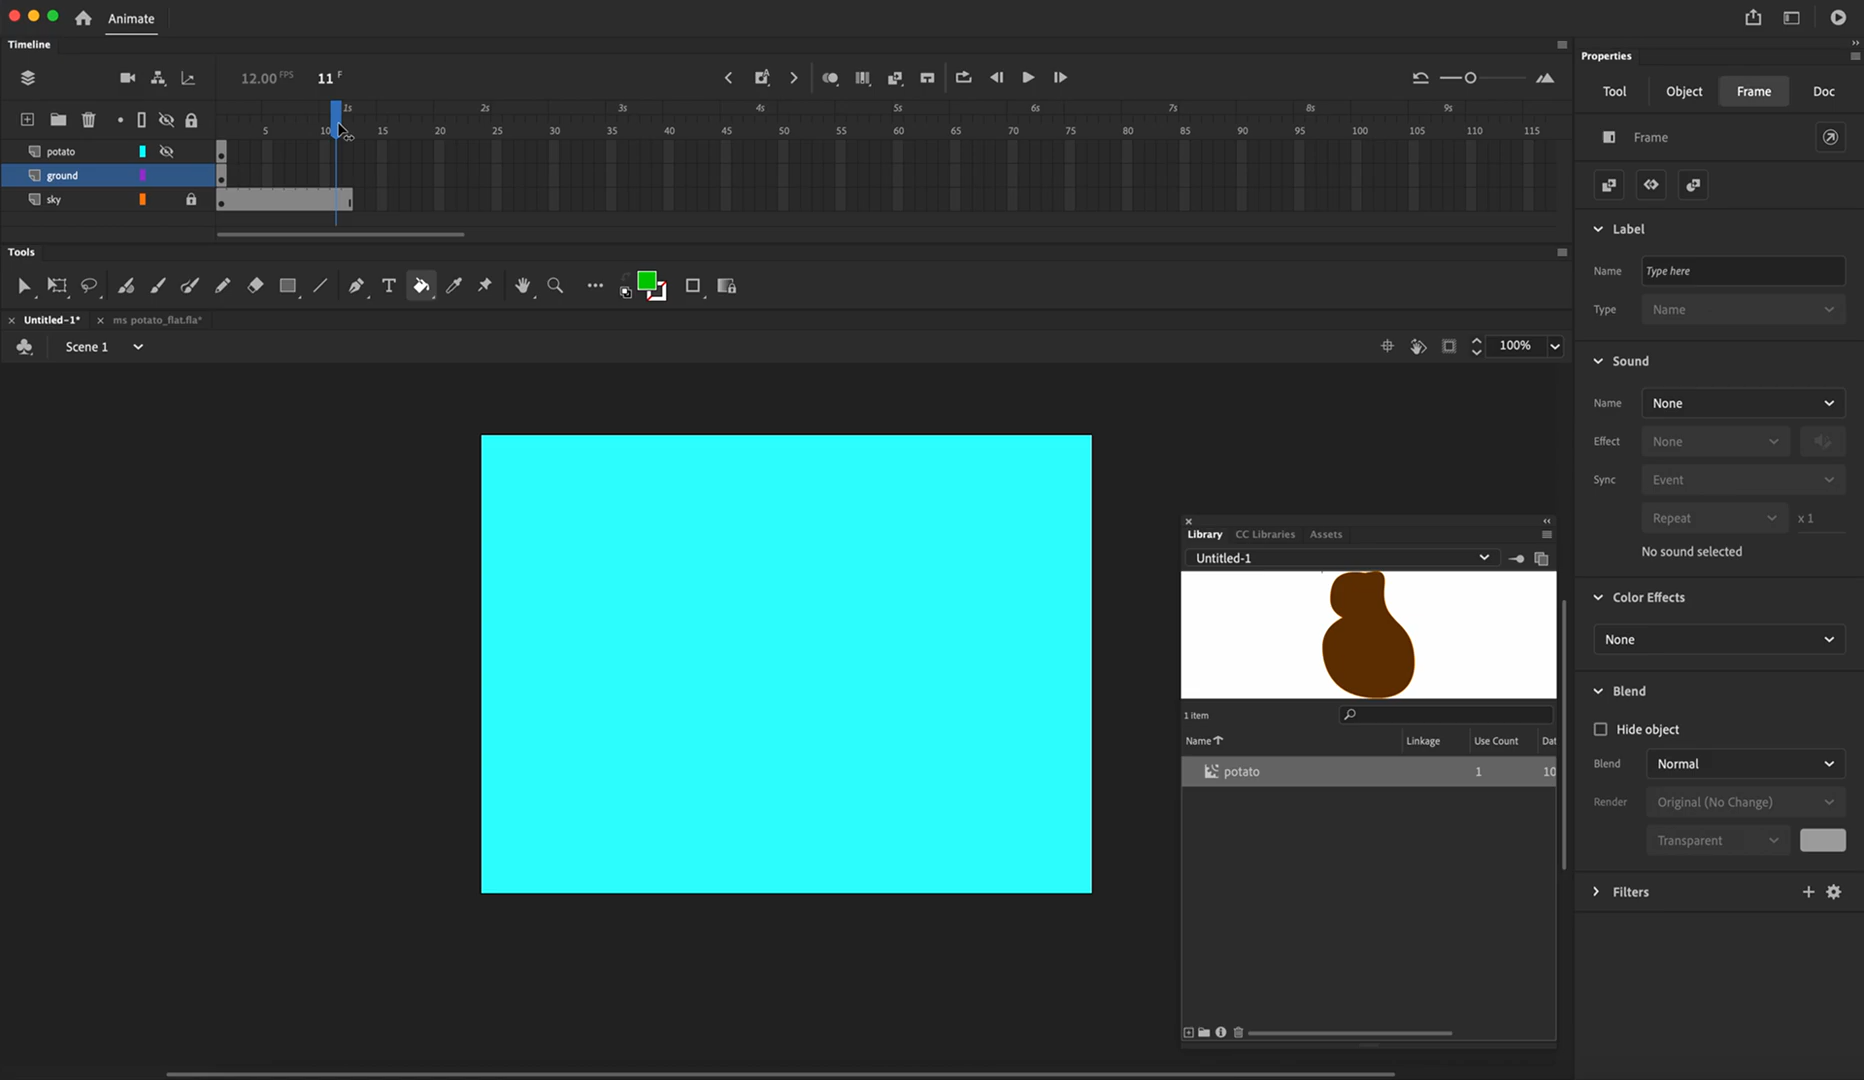 Animate
Timeline
12.00 FPS 11 F
1s 2s 3s 4s 5s 6s 7s 8s 9s
5 10 15 20 25 30 35 40 45 50 55 60 65 70 75 80 85 90 95 100 105 110 115
potato
ground
sky
Tools
Untitled-1* ms potato_flat.fla*
Scene 1
100%
Library CC Libraries Assets
Untitled-1
1 item
Name Linkage Use Count Dat
potato 1 10
Properties
Tool Object Frame Doc
Frame
Label
Name Type here
Type Name
Sound
Name None
Effect None
Sync Event
Repeat x 1
No sound selected
Color Effects
None
Blend
Hide object
Blend Normal
Render Original (No Change)
Transparent
Filters